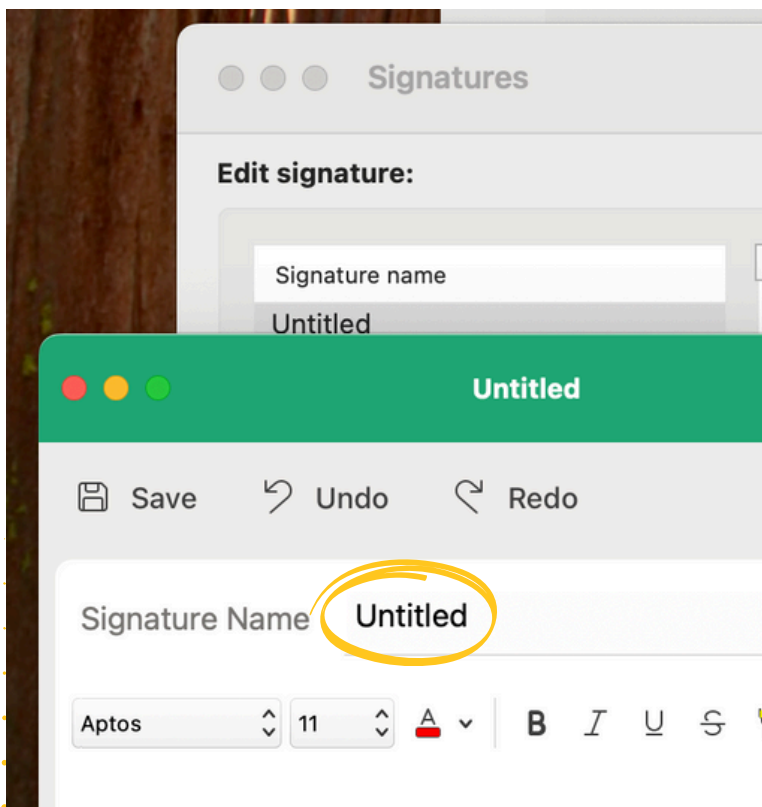 Signatures
Edit signature:
Signature name
Untitled
Untitled
Save Undo Redo
Signature Name Untitled
Aptos 11 A B I U S